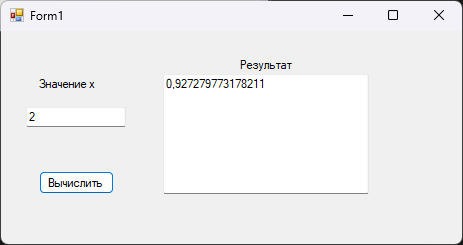 Form1
Результат
Значение x
0,927279773178211
2
Вычислить